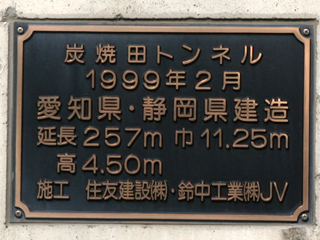 炭焼田トンネル
1999年2月
愛知県・静岡県建造
延長257m 巾11.25m
高4.50m
施工 住友建設㈱・鈴中工業㈱JV